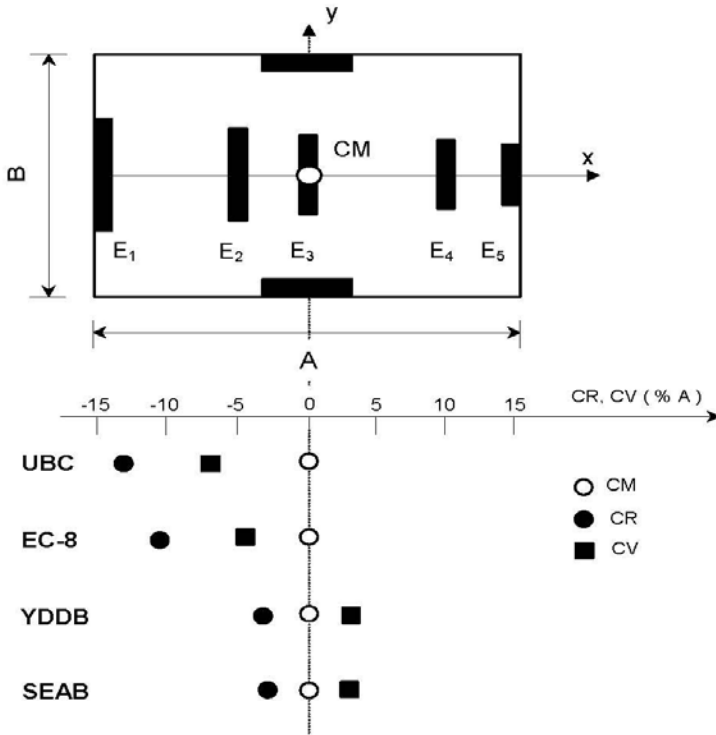 y
CM
x
B
E1 E2 E3 E4 E5
A
-15 -10 -5 0 5 10 15 CR, CV ( % A )
UBC
CM
EC-8
CR
CV
YDDB
SEAB